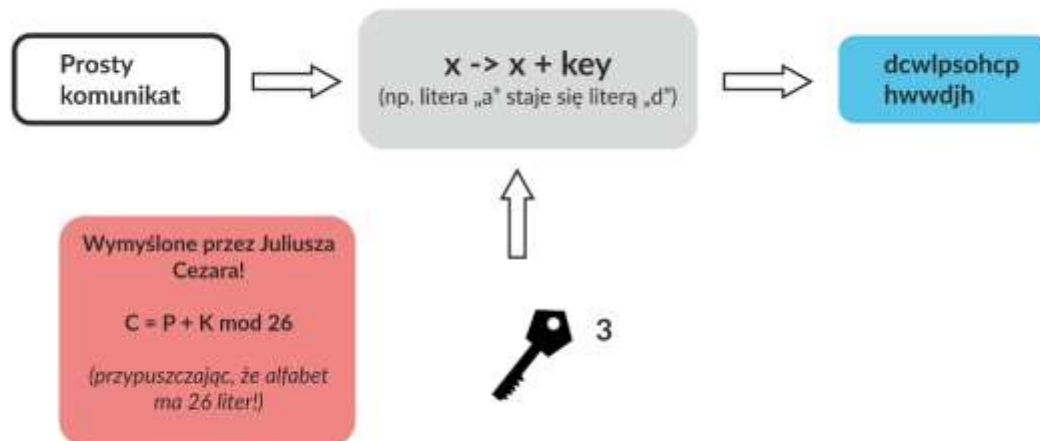 Prosty
komunikat
x -> x + key
(np. litera „a” staje się literą „d”)
dcwlpsohcp
hwwdjh
Wymyślone przez Juliusza
Cezara!
C = P + K mod 26
(przypuszczając, że alfabet
ma 26 liter!)
3